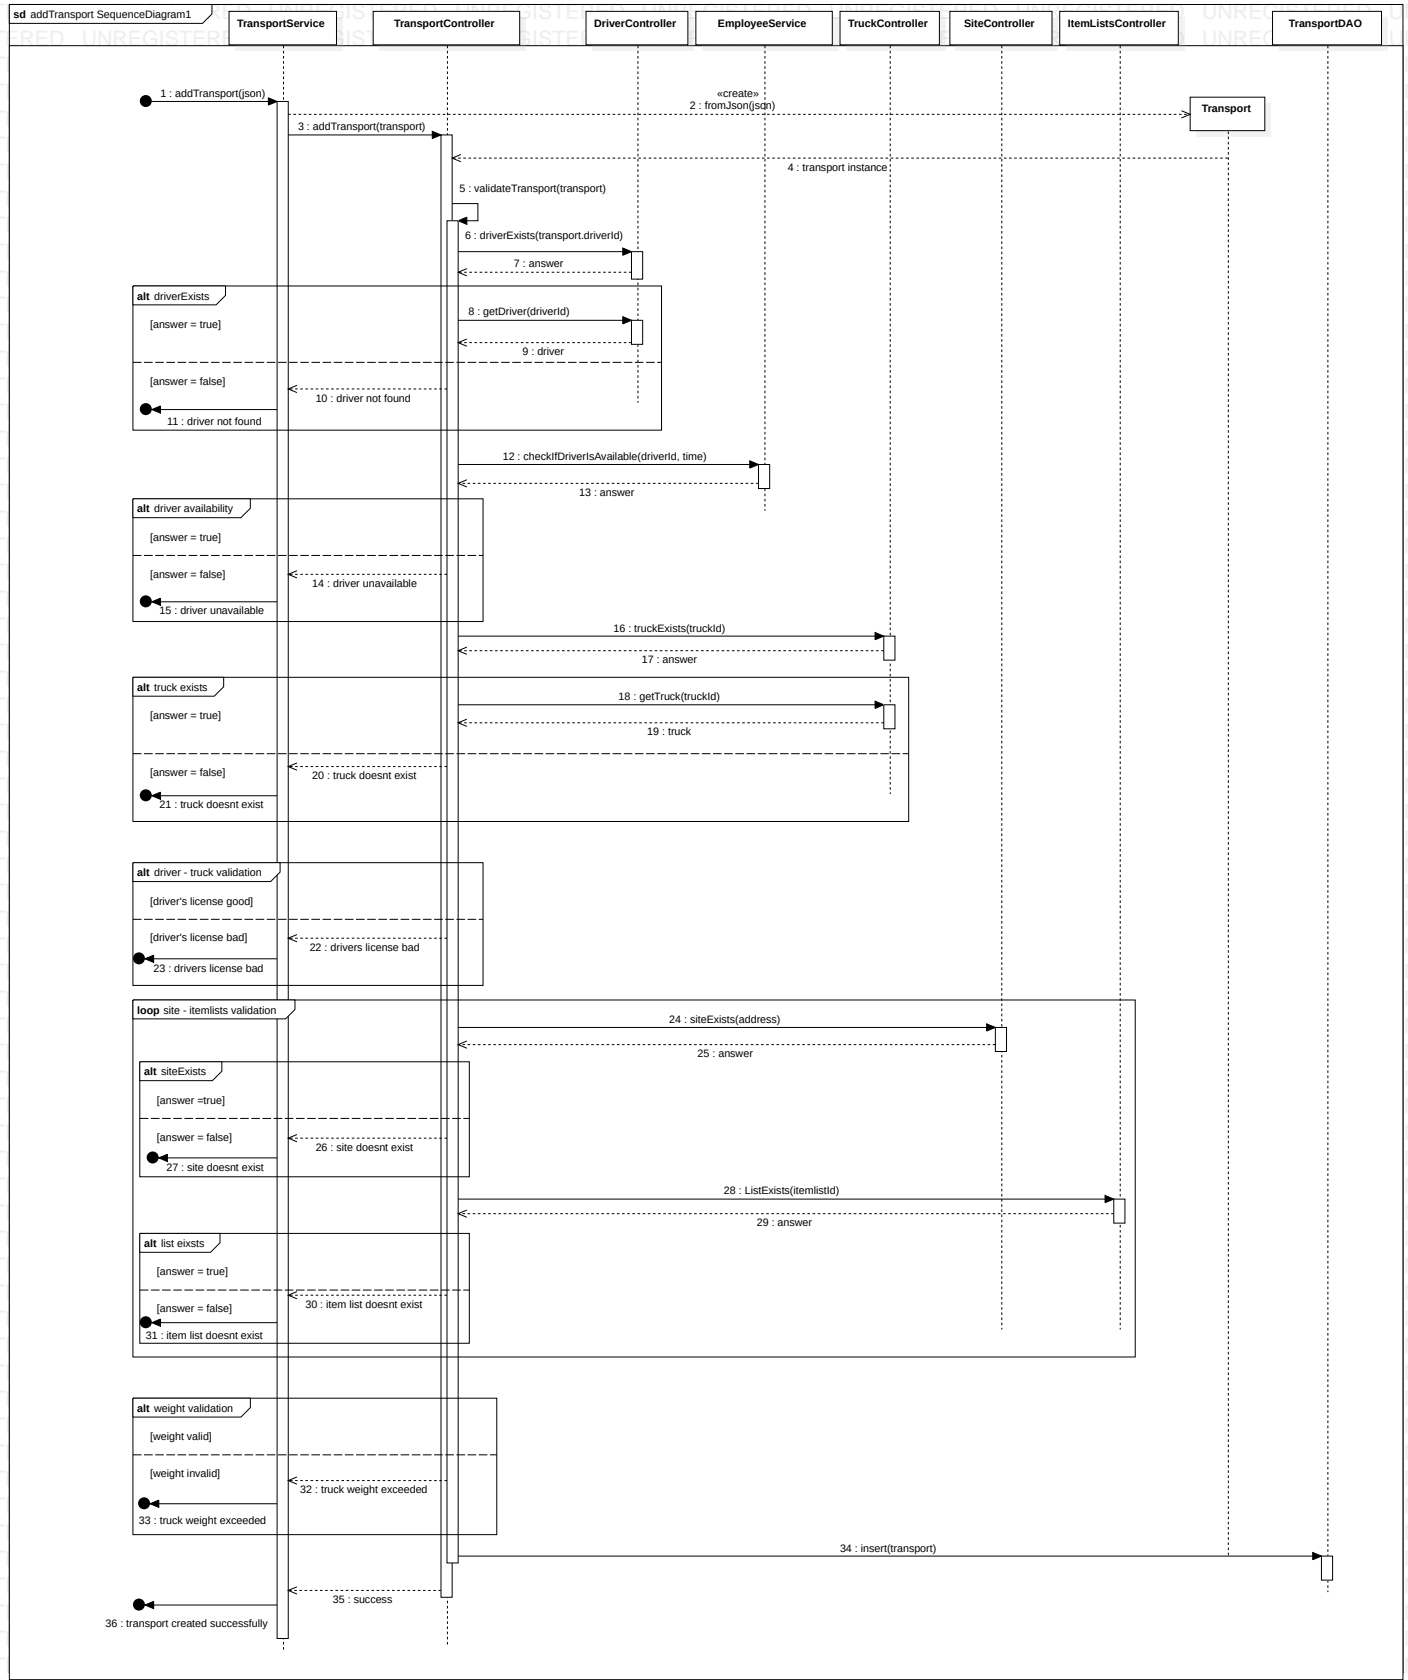 sd addTransport SequenceDiagram1
TransportService
TransportController
DriverController
EmployeeService
TruckController
SiteController
ItemListsController
TransportDAO
UNREGISTERED
1 : addTransport(json)
«create»
2 : fromJson(json)
Transport
3 : addTransport(transport)
4 : transport instance
5 : validateTransport(transport)
6 : driverExists(transport.driverId)
7 : answer
alt driverExists
8 : getDriver(driverId)
[answer = true]
9 : driver
[answer = false]
10 : driver not found
11 : driver not found
12 : checkIfDriverIsAvailable(driverId, time)
13 : answer
alt driver availability
[answer = true]
[answer = false]
14 : driver unavailable
15 : driver unavailable
16 : truckExists(truckId)
17 : answer
alt truck exists
18 : getTruck(truckId)
[answer = true]
19 : truck
[answer = false]
20 : truck doesnt exist
21 : truck doesnt exist
alt driver - truck validation
[driver's license good]
[driver's license bad]
22 : drivers license bad
23 : drivers license bad
loop site - itemlists validation
24 : siteExists(address)
25 : answer
alt siteExists
[answer =true]
[answer = false]
26 : site doesnt exist
27 : site doesnt exist
28 : ListExists(itemlistId)
29 : answer
alt list eixsts
[answer = true]
30 : item list doesnt exist
[answer = false]
31 : item list doesnt exist
alt weight validation
[weight valid]
[weight invalid]
32 : truck weight exceeded
33 : truck weight exceeded
34 : insert(transport)
35 : success
36 : transport created successfully